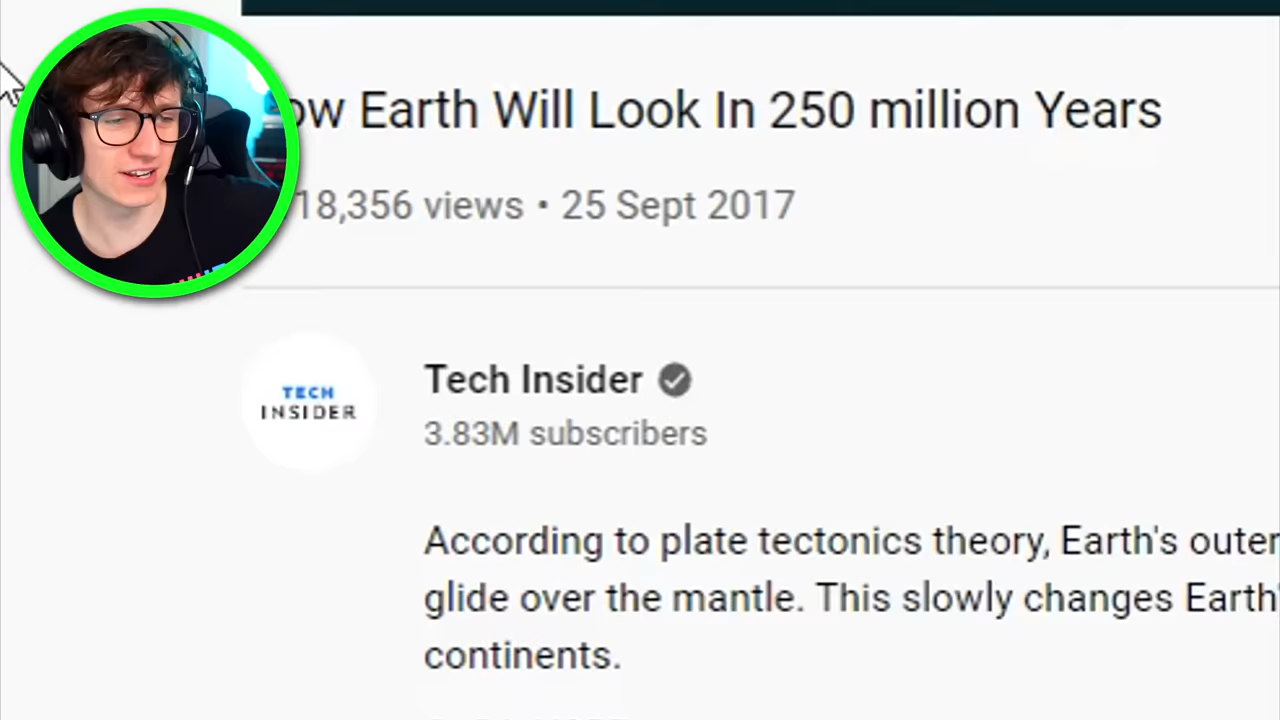 ow Earth Will Look In 250 million Years
18,356 views • 25 Sept 2017
TECH
INSIDER
Tech Insider
3.83M subscribers
According to plate tectonics theory, Earth's outer
glide over the mantle. This slowly changes Earth'
continents.